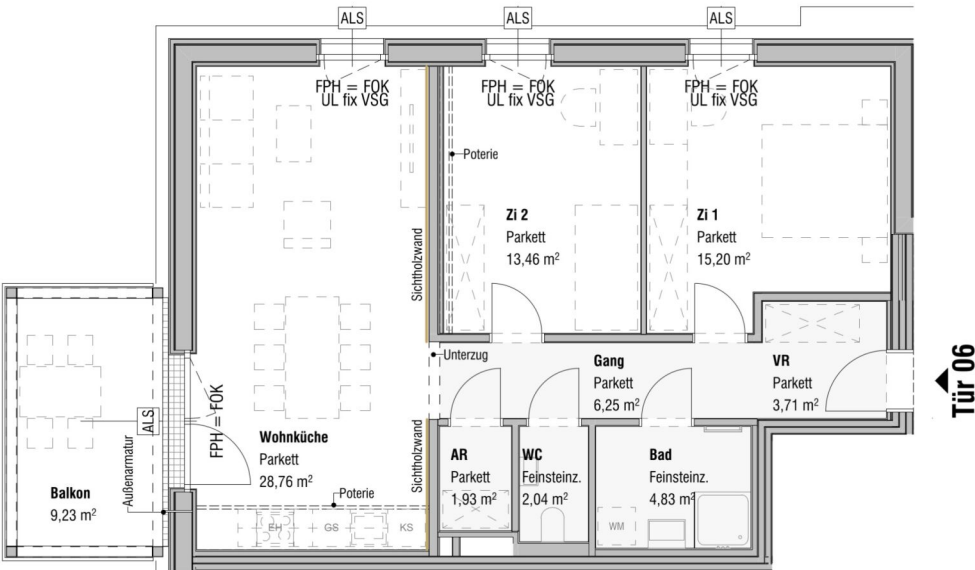 ALS
ALS
ALS
FPH = FOK
UL fix VSG
FPH = FOK
UL fix VSG
FPH = FOK
UL fix VSG
Poterie
Zi 2
Parkett
13,46 m²
Zi 1
Parkett
15,20 m²
Sichtholzwand
Unterzug
Gang
Parkett
6,25 m²
VR
Parkett
3,71 m²
Tür 06
ALS
FPH = FOK
Außenarmatur
Balkon
9,23 m²
Wohnküche
Parkett
28,76 m²
Poterie
Sichtholzwand
AR
Parkett
1,93 m²
WC
Feinsteinz.
2,04 m²
Bad
Feinsteinz.
4,83 m²
EH
GS
KS
WM